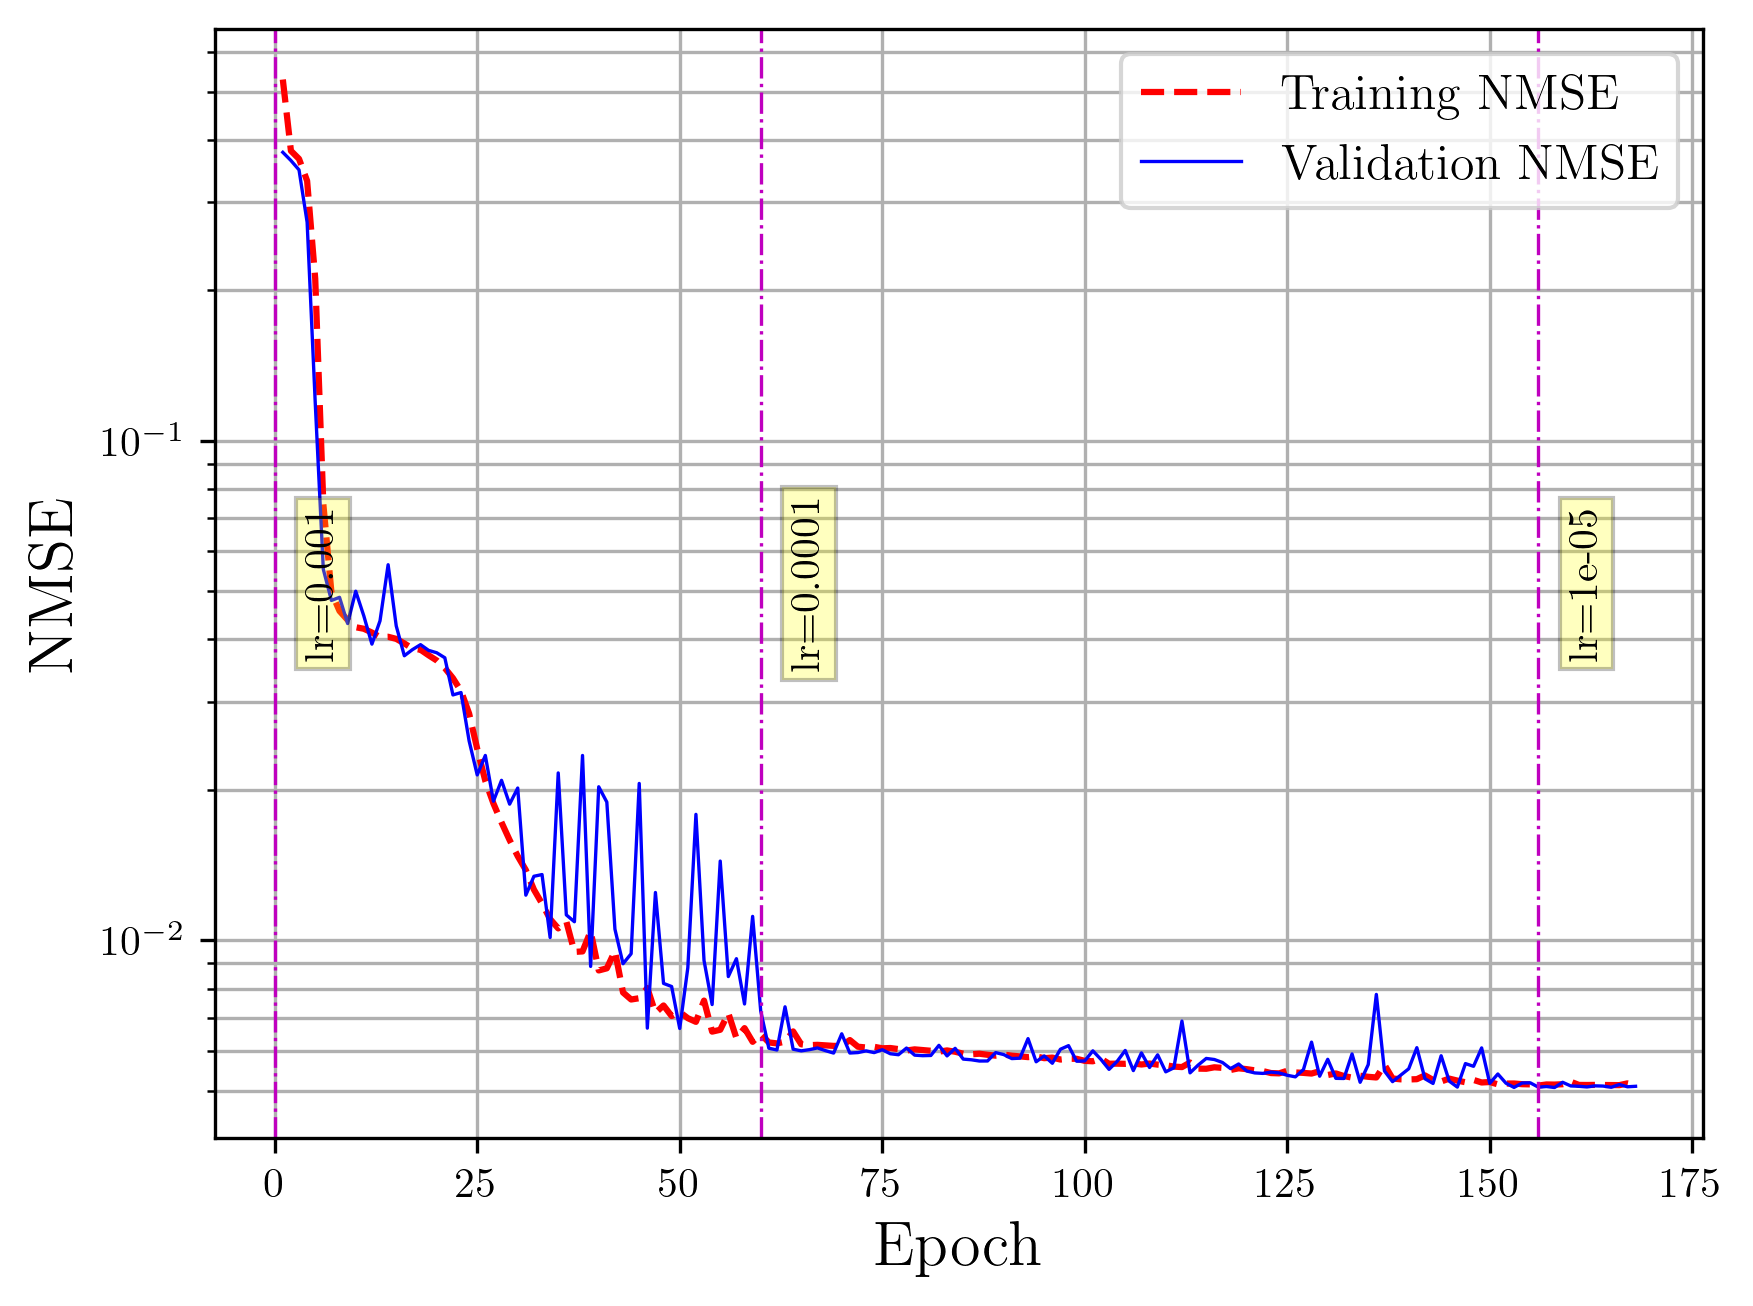 Training NMSE
Validation NMSE
NMSE
10⁻¹
10⁻²
lr=0.001
lr=0.0001
lr=1e-05
0 25 50 75 100 125 150 175
Epoch